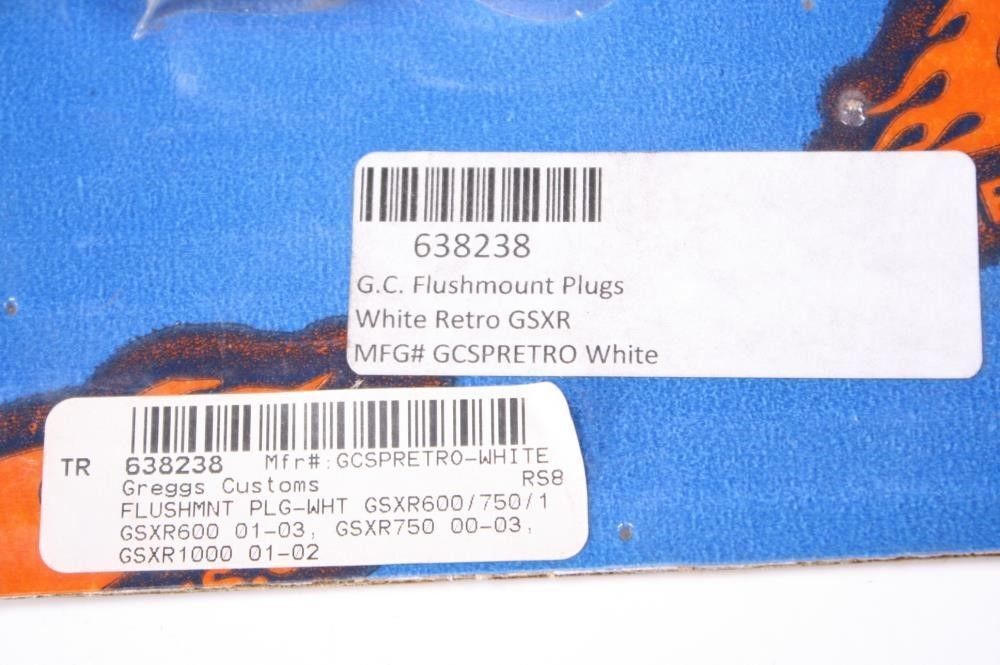 638238
G.C. Flushmount Plugs
White Retro GSXR
MFG# GCSPRETRO White
TR 638238 Mfr#:GCSPRETRO-WHITE
Greggs Customs RS8
FLUSHMNT PLG-WHT GSXR600/750/1
GSXR600 01-03, GSXR750 00-03,
GSXR1000 01-02